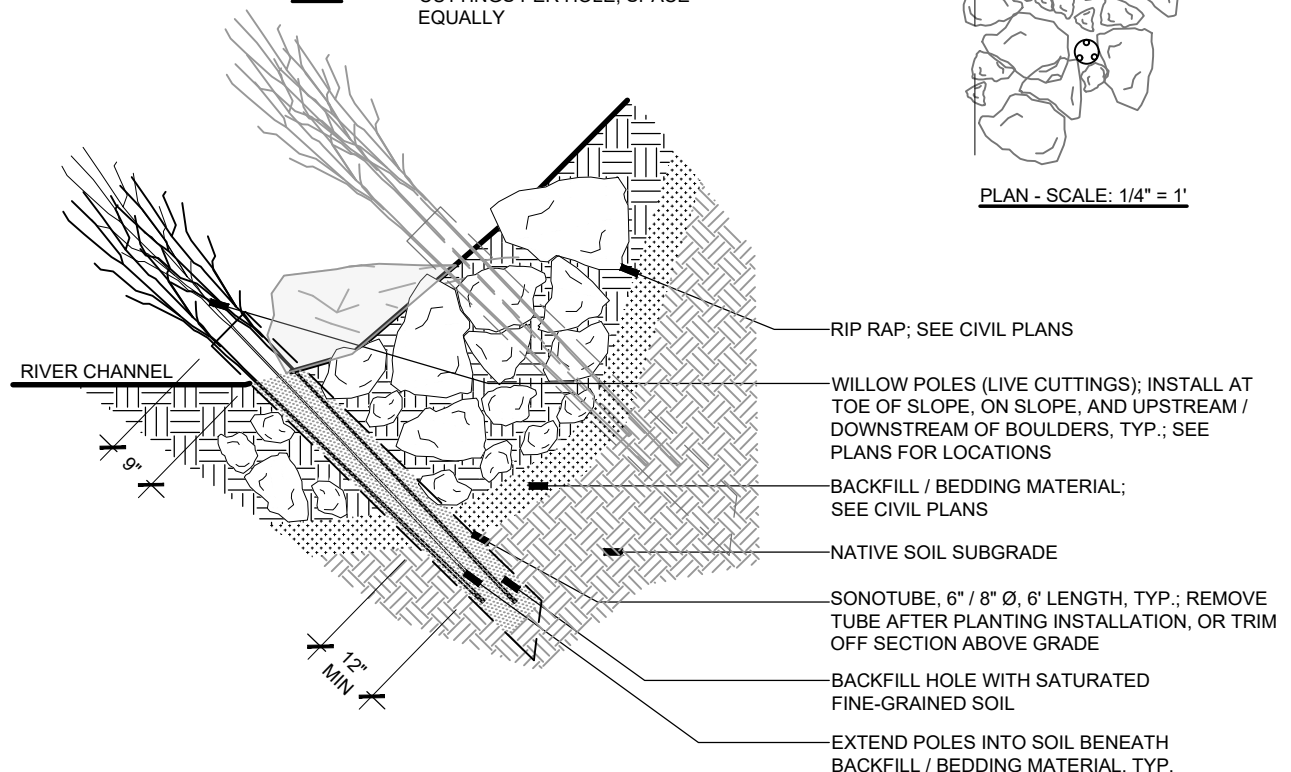 EQUALLY
PLAN - SCALE: 1/4" = 1'
RIP RAP; SEE CIVIL PLANS
RIVER CHANNEL
WILLOW POLES (LIVE CUTTINGS); INSTALL AT
TOE OF SLOPE, ON SLOPE, AND UPSTREAM /
DOWNSTREAM OF BOULDERS, TYP.; SEE
PLANS FOR LOCATIONS
9"
BACKFILL / BEDDING MATERIAL;
SEE CIVIL PLANS
NATIVE SOIL SUBGRADE
SONOTUBE, 6" / 8" Ø, 6' LENGTH, TYP.; REMOVE
TUBE AFTER PLANTING INSTALLATION, OR TRIM
OFF SECTION ABOVE GRADE
12"
MIN
BACKFILL HOLE WITH SATURATED
FINE-GRAINED SOIL
EXTEND POLES INTO SOIL BENEATH
BACKFILL / BEDDING MATERIAL, TYP.